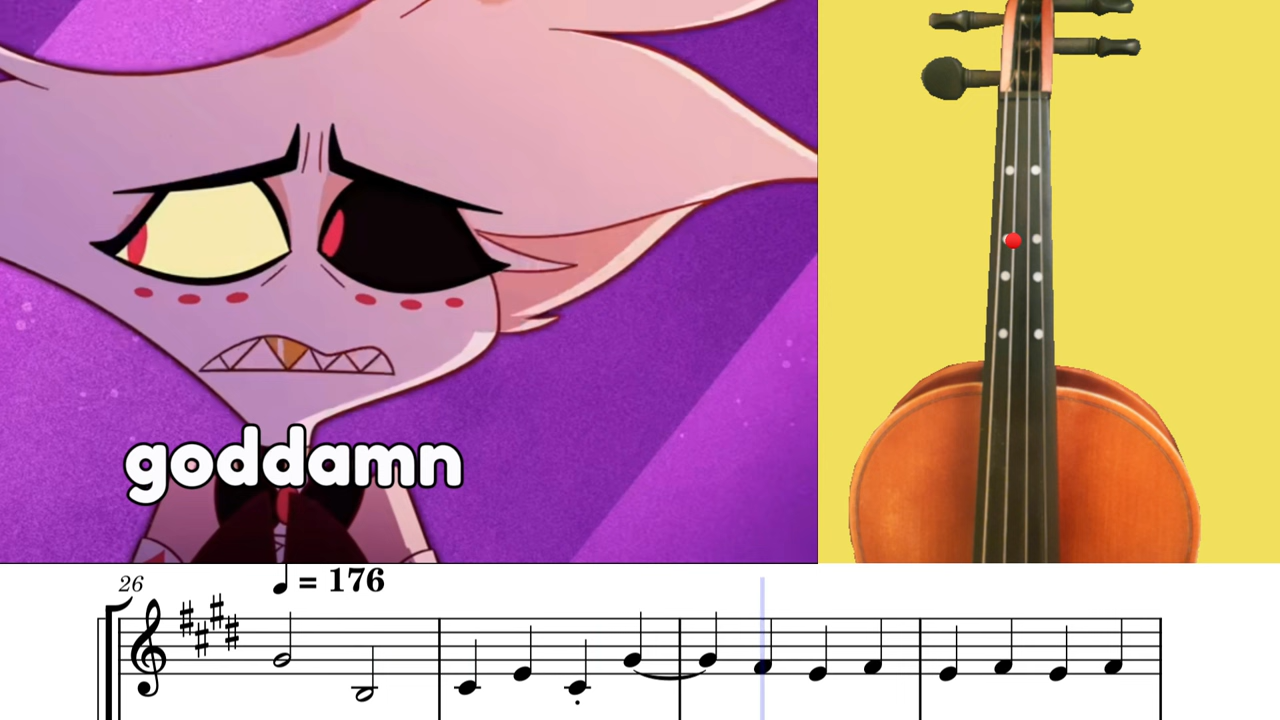 goddamn
26
♩ = 176